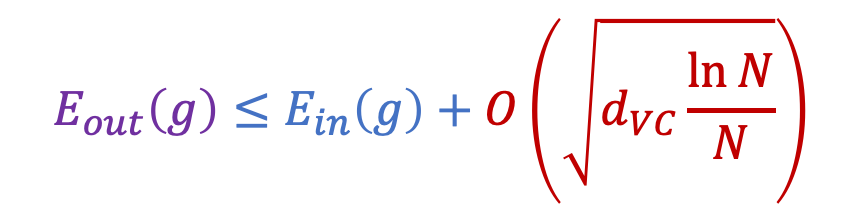 E_out(g) ≤ E_in(g) + O(√(d_VC ln N / N))